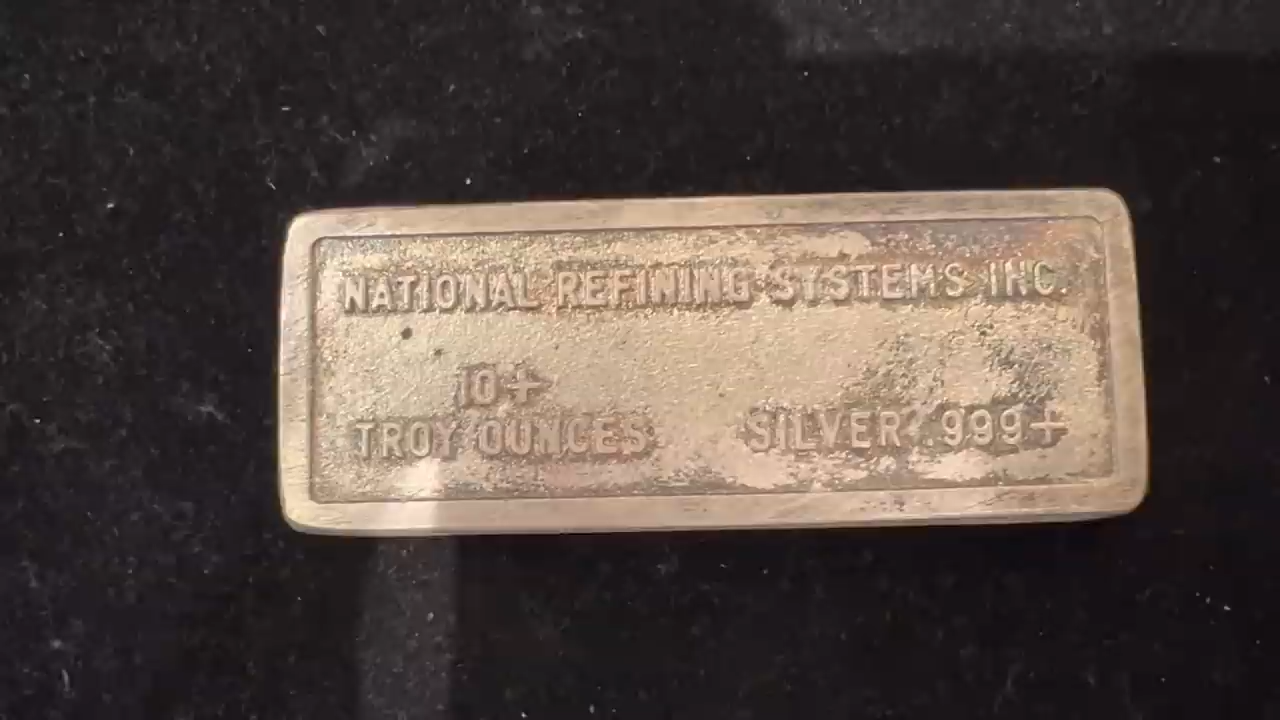 NATIONAL REFINING SYSTEMS INC.
10+
TROY OUNCES SILVER .999+